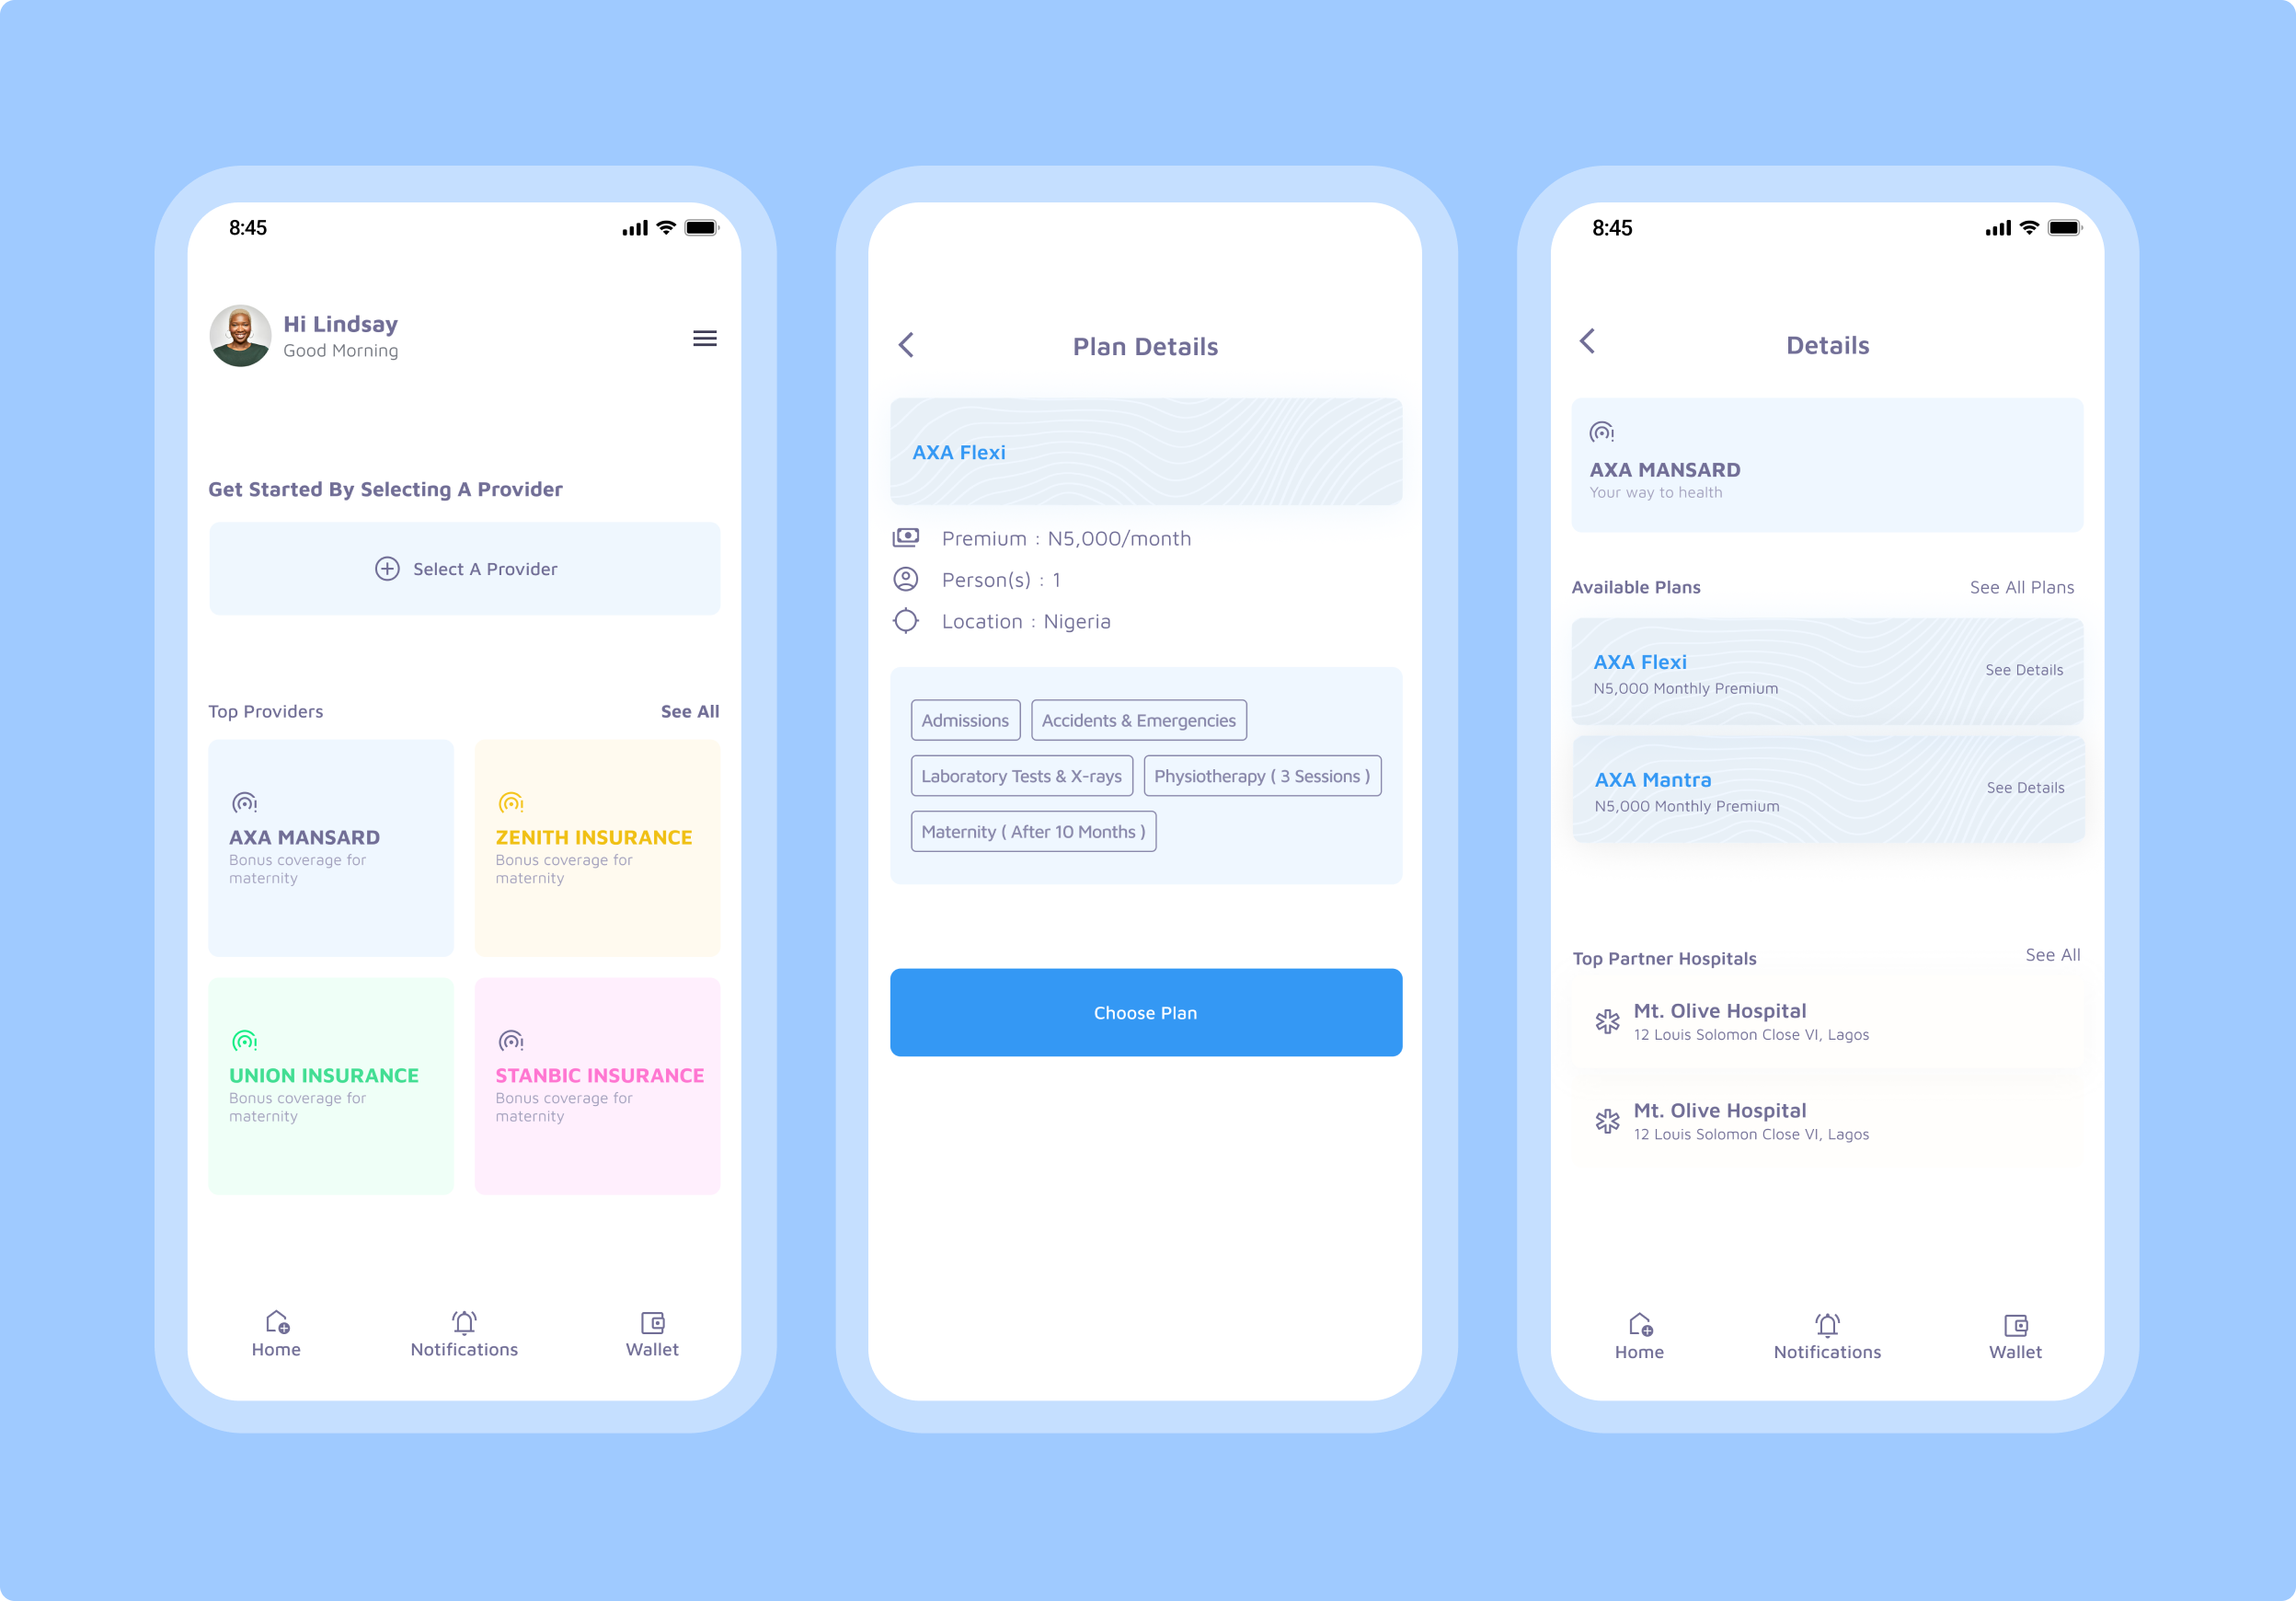 8:45
Hi Lindsay
Good Morning
Get Started By Selecting A Provider
Select A Provider
Top Providers
See All
AXA MANSARD
Bonus coverage for
maternity
ZENITH INSURANCE
Bonus coverage for
maternity
UNION INSURANCE
Bonus coverage for
maternity
STANBIC INSURANCE
Bonus coverage for
maternity
Home
Notifications
Wallet
Plan Details
AXA Flexi
Premium : N5,000/month
Person(s) : 1
Location : Nigeria
Admissions
Accidents & Emergencies
Laboratory Tests & X-rays
Physiotherapy ( 3 Sessions )
Maternity ( After 10 Months )
Choose Plan
8:45
Details
AXA MANSARD
Your way to health
Available Plans
See All Plans
AXA Flexi
N5,000 Monthly Premium
See Details
AXA Mantra
N5,000 Monthly Premium
See Details
Top Partner Hospitals
See All
Mt. Olive Hospital
12 Louis Solomon Close VI, Lagos
Mt. Olive Hospital
12 Louis Solomon Close VI, Lagos
Home
Notifications
Wallet